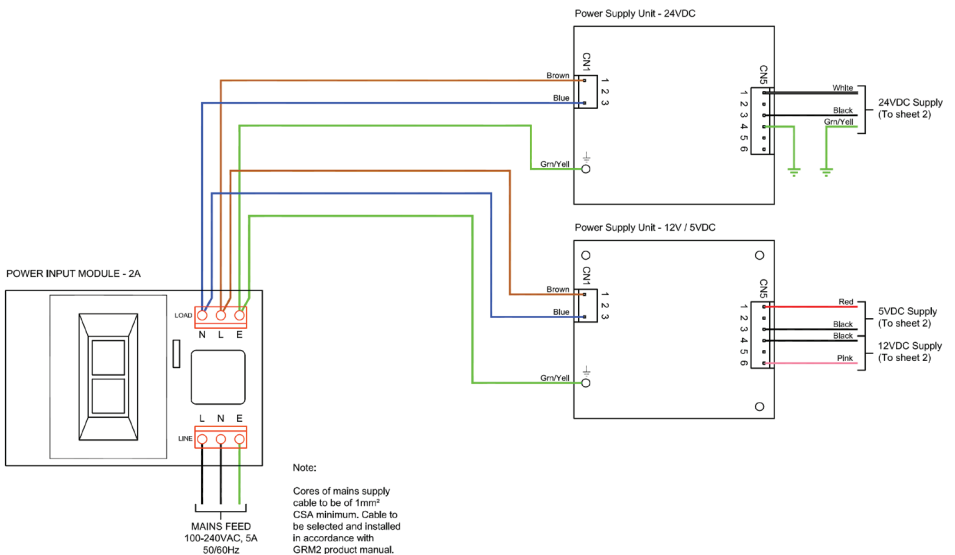 Power Supply Unit - 24VDC
CN1
Brown
1
2
Blue
3
CN5
White
1
2
Black
3
Grn/Yell
4
5
6
24VDC Supply
(To sheet 2)
Grn/Yell
Power Supply Unit - 12V / 5VDC
CN1
Brown
1
2
Blue
3
CN5
Red
1
2
Black
3
Black
4
5
Pink
6
5VDC Supply
(To sheet 2)
12VDC Supply
(To sheet 2)
Grn/Yell
POWER INPUT MODULE - 2A
LOAD
N L E
L N E
LINE
MAINS FEED
100-240VAC, 5A
50/60Hz
Note:
Cores of mains supply
cable to be of 1mm²
CSA minimum. Cable to
be selected and installed
in accordance with
GRM2 product manual.